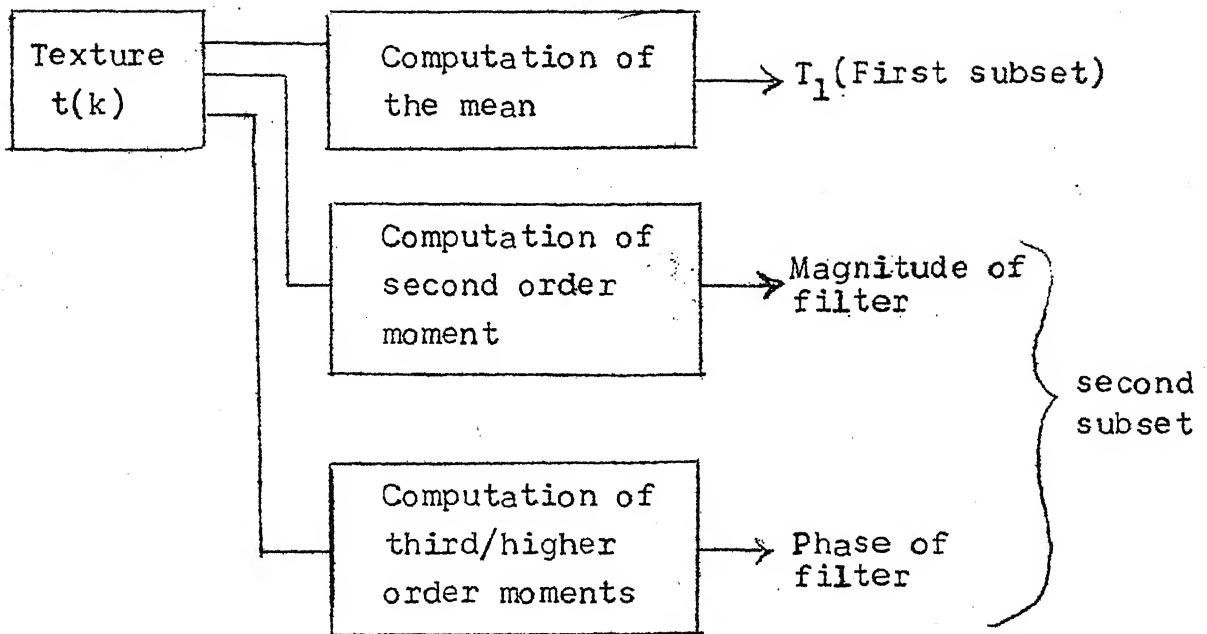 Texture
t(k)
Computation of
the mean
T1(First subset)
Computation of
second order
moment
Magnitude of
filter
second
subset
Computation of
third/higher
order moments
Phase of
filter